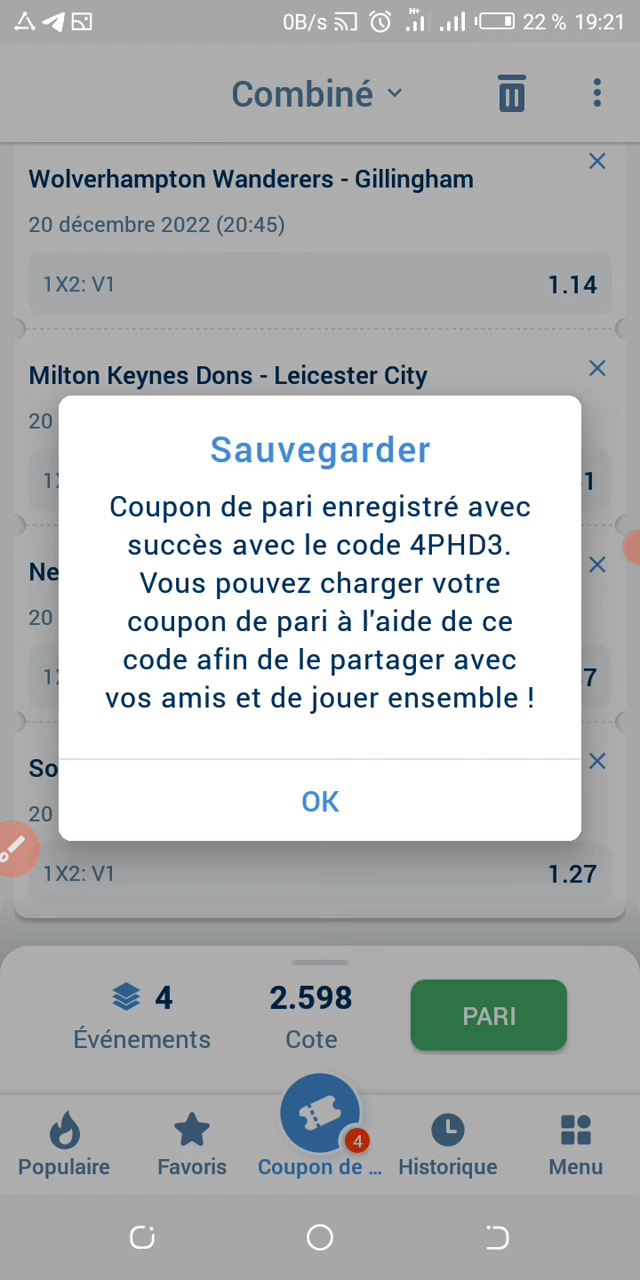 0B/s H+ 22 % 19:21
Combiné
Wolverhampton Wanderers - Gillingham
20 décembre 2022 (20:45)
1X2: V1 1.14
Milton Keynes Dons - Leicester City
20
Sauvegarder
Coupon de pari enregistré avec
succès avec le code 4PHD3.
Vous pouvez charger votre
coupon de pari à l'aide de ce
code afin de le partager avec
vos amis et de jouer ensemble !
OK
20
20
1X2: V1 1.27
4 2.598 PARI
Événements Cote
4
Populaire Favoris Coupon de ... Historique Menu